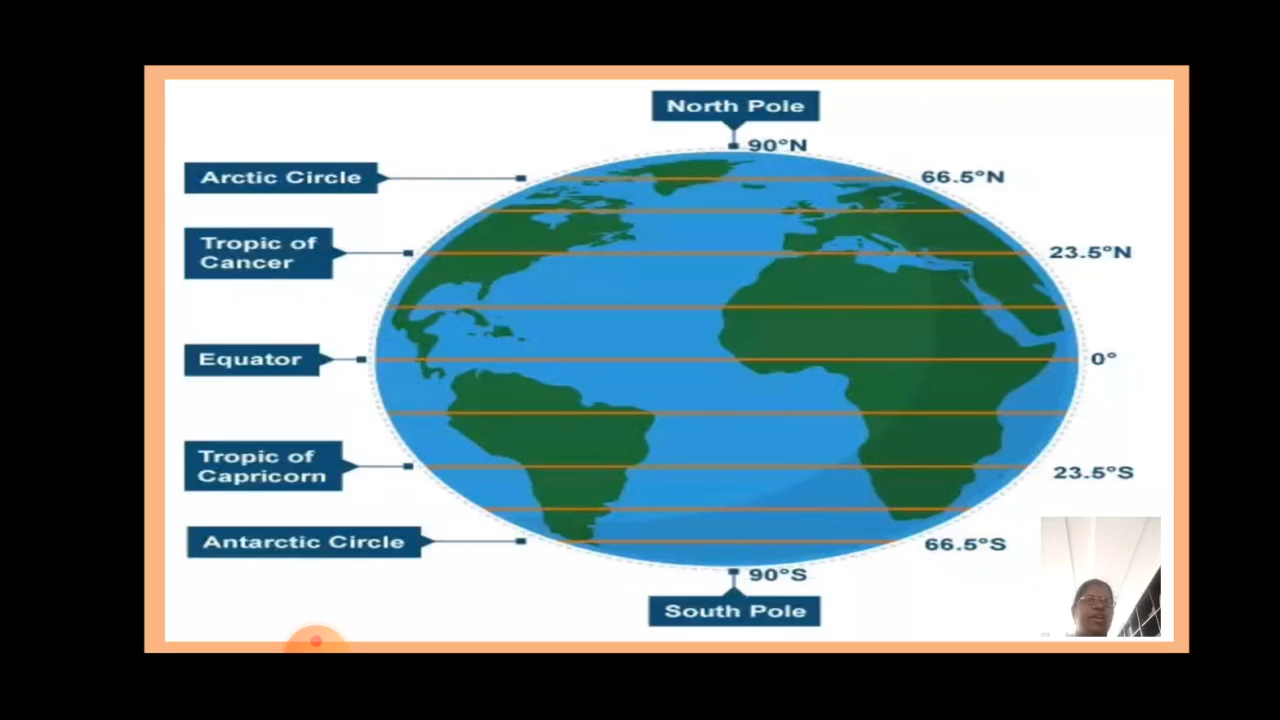 North Pole
90°N
Arctic Circle
66.5°N
Tropic of
Cancer
23.5°N
Equator
0°
Tropic of
Capricorn
23.5°S
Antarctic Circle
66.5°S
90°S
South Pole